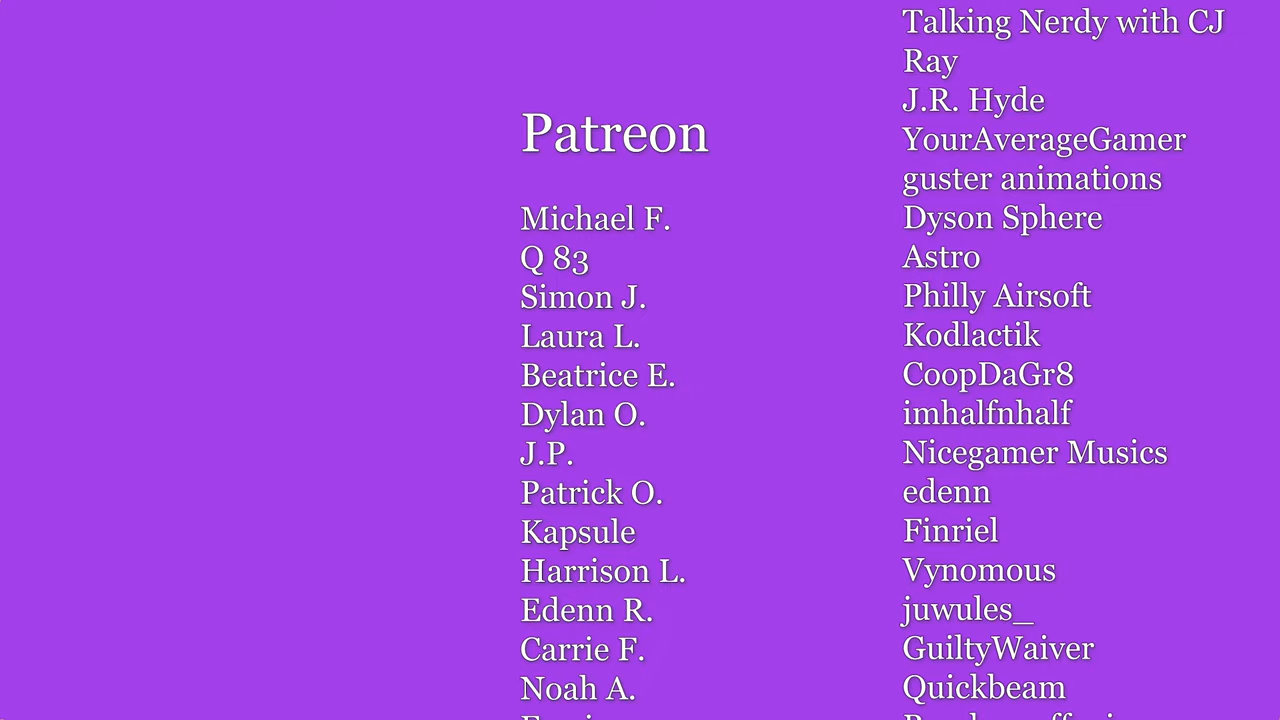 Patreon
Michael F.
Q 83
Simon J.
Laura L.
Beatrice E.
Dylan O.
J.P.
Patrick O.
Kapsule
Harrison L.
Edenn R.
Carrie F.
Noah A.
Talking Nerdy with CJ
Ray
J.R. Hyde
YourAverageGamer
guster animations
Dyson Sphere
Astro
Philly Airsoft
Kodlactik
CoopDaGr8
imhalfnhalf
Nicegamer Musics
edenn
Finriel
Vynomous
juwules_
GuiltyWaiver
Quickbeam